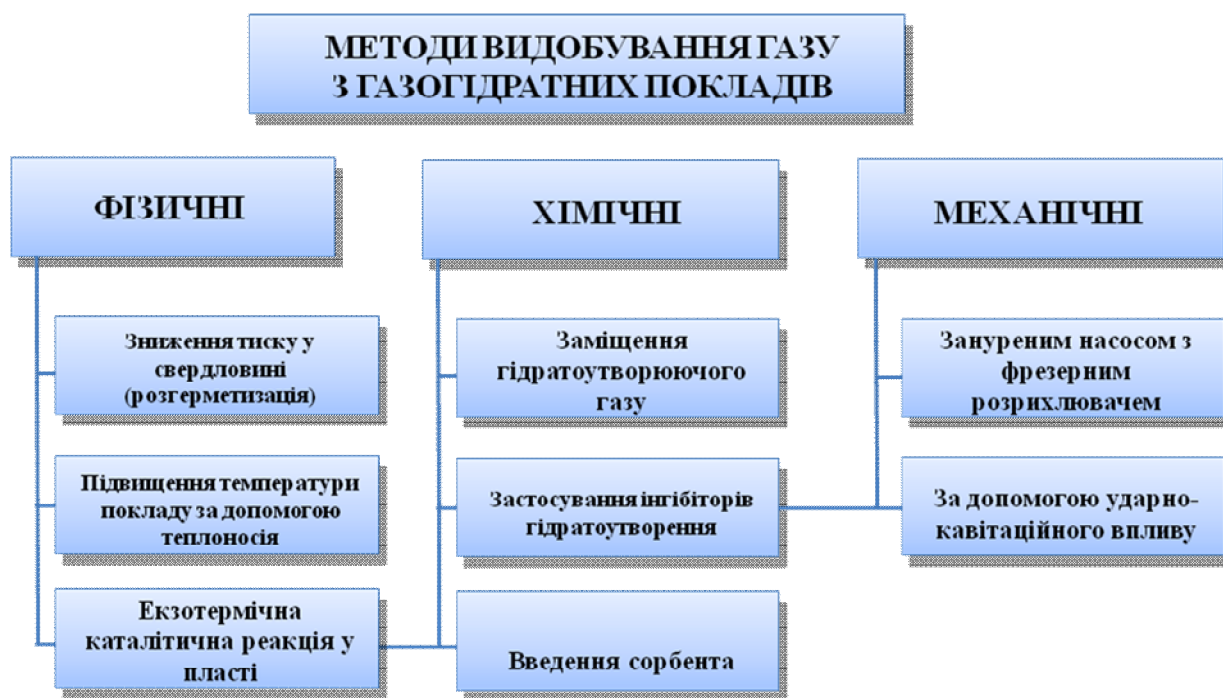 МЕТОДИ ВИДОБУВАННЯ ГАЗУ
З ГАЗОГІДРАТНИХ ПОКЛАДІВ
ФІЗИЧНІ
Зниження тиску у
свердловині
(розгерметизація)
Підвищення температури
покладу за допомогою
теплоносія
Екзотермічна
каталітична реакція у
пласті
ХІМІЧНІ
Заміщення
гідратоутворюючого
газу
Застосування інгібіторів
гідратоутворення
Введення сорбента
МЕХАНІЧНІ
Зануреним насосом з
фрезерним
розрихлювачем
За допомогою ударно-
кавітаційного впливу